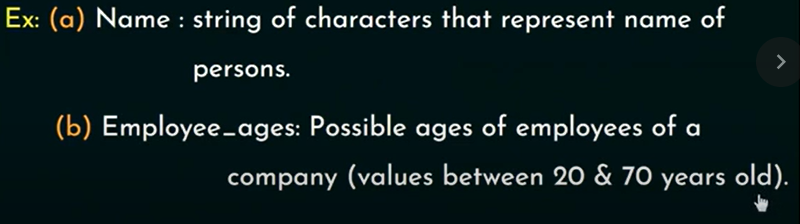 Ex: (a) Name : string of characters that represent name of
persons.
(b) Employee_ages: Possible ages of employees of a
company (values between 20 & 70 years old).